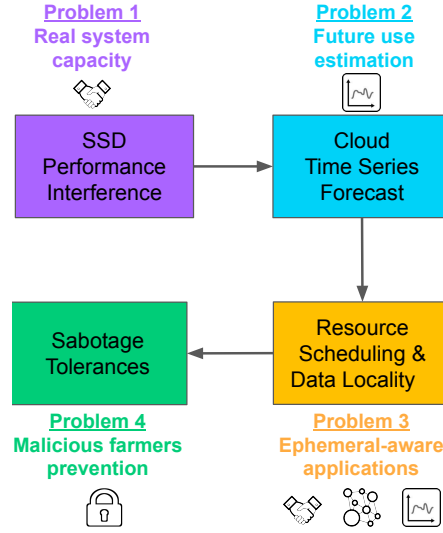 Problem 1
Real system
capacity
Problem 2
Future use
estimation
SSD
Performance
Interference
Cloud
Time Series
Forecast
Sabotage
Tolerances
Resource
Scheduling &
Data Locality
Problem 4
Malicious farmers
prevention
Problem 3
Ephemeral-aware
applications